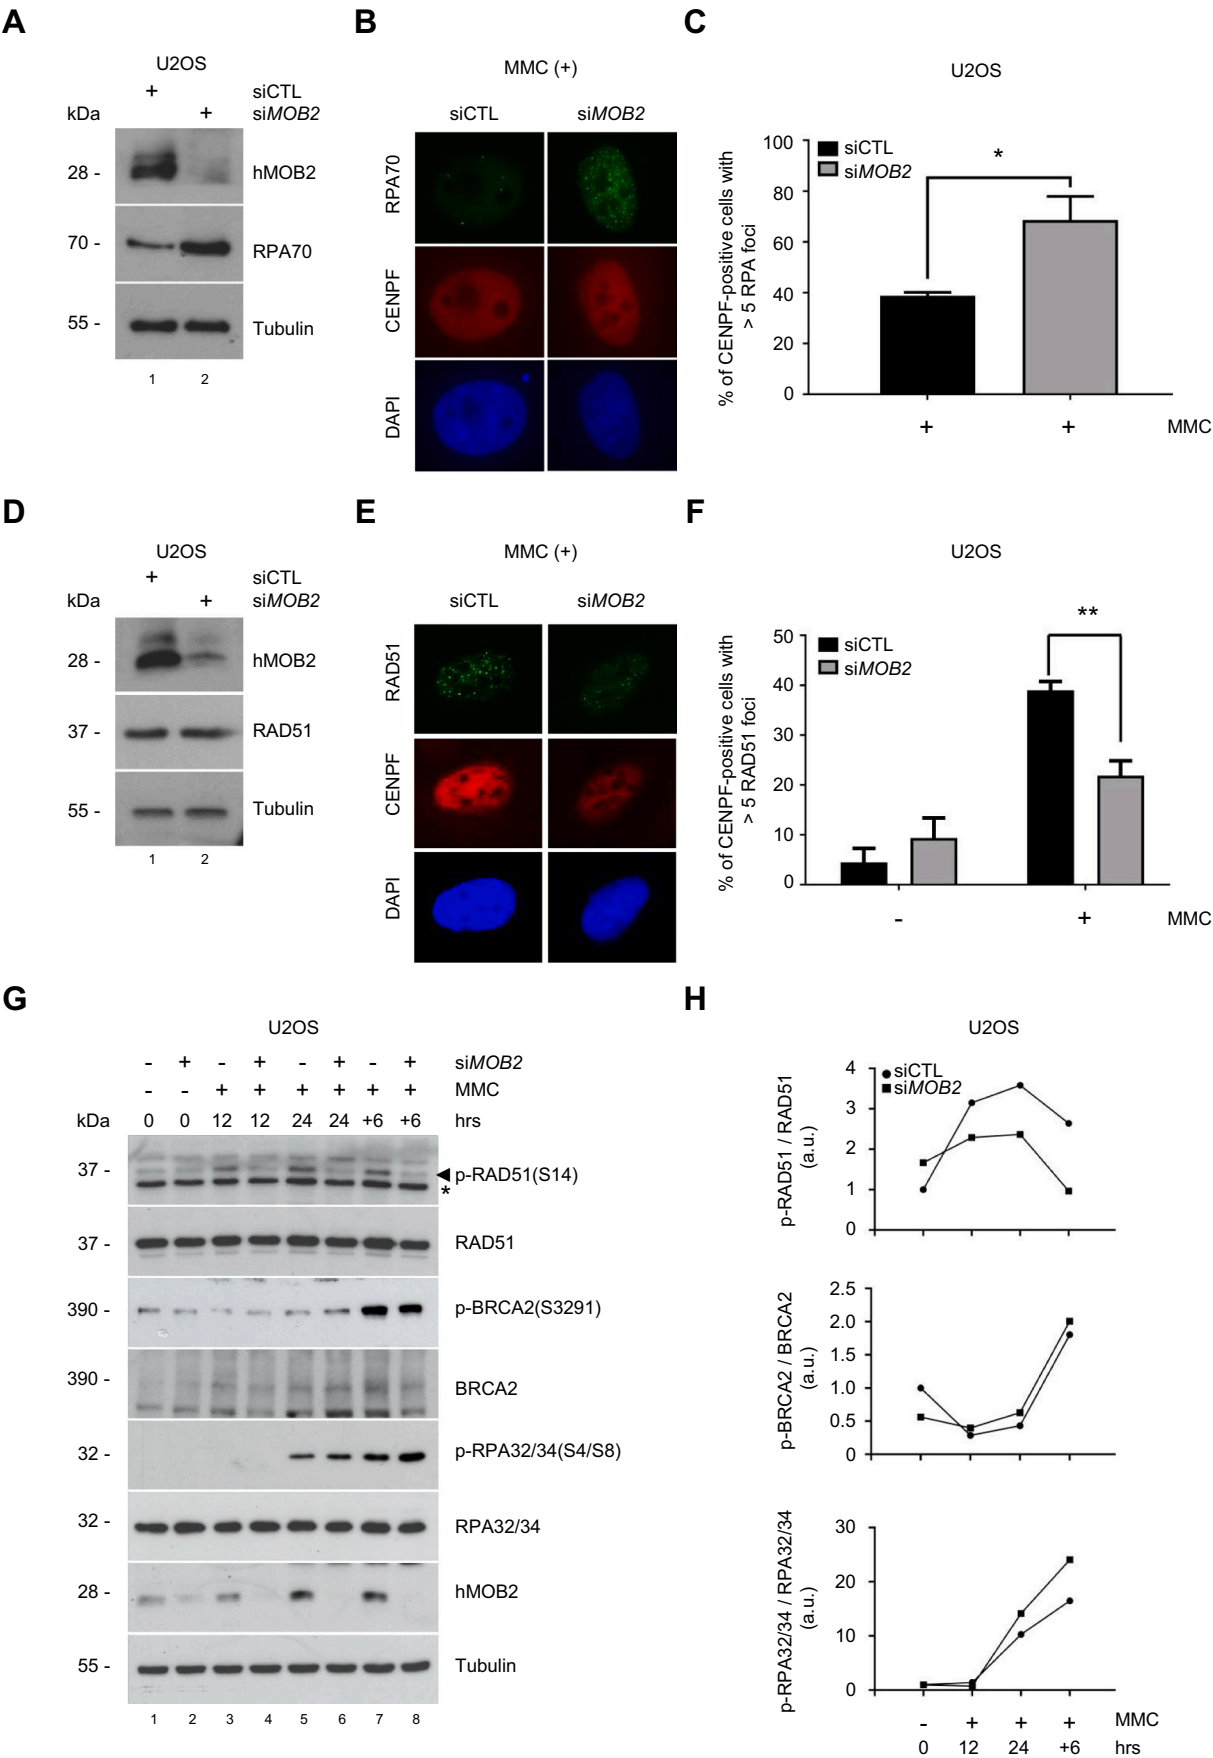 A
U2OS
+ siCTL
kDa + siMOB2
28 - hMOB2
70 - RPA70
55 - Tubulin
1 2
B
MMC (+)
siCTL siMOB2
RPA70
CENPF
DAPI
C
U2OS
siCTL
siMOB2
*
% of CENPF-positive cells with
> 5 RPA foci
100
80
60
40
20
0
+ + MMC
D
U2OS
+ siCTL
kDa + siMOB2
28 - hMOB2
37 - RAD51
55 - Tubulin
1 2
E
MMC (+)
siCTL siMOB2
RAD51
CENPF
DAPI
F
U2OS
siCTL
siMOB2
**
% of CENPF-positive cells with
> 5 RAD51 foci
50
40
30
20
10
0
- + MMC
G
U2OS
- + - + - + - + siMOB2
- - + + + + + + MMC
kDa 0 0 12 12 24 24 +6 +6 hrs
37 - p-RAD51(S14)
*
37 - RAD51
390 - p-BRCA2(S3291)
390 - BRCA2
32 - p-RPA32/34(S4/S8)
32 - RPA32/34
28 - hMOB2
55 - Tubulin
1 2 3 4 5 6 7 8
H
U2OS
siCTL
siMOB2
p-RAD51 / RAD51
(a.u.)
4
3
2
1
0
p-BRCA2 / BRCA2
(a.u.)
2.5
2.0
1.5
1.0
0.5
0
p-RPA32/34 / RPA32/34
(a.u.)
30
20
10
0
- + + + MMC
0 12 24 +6 hrs